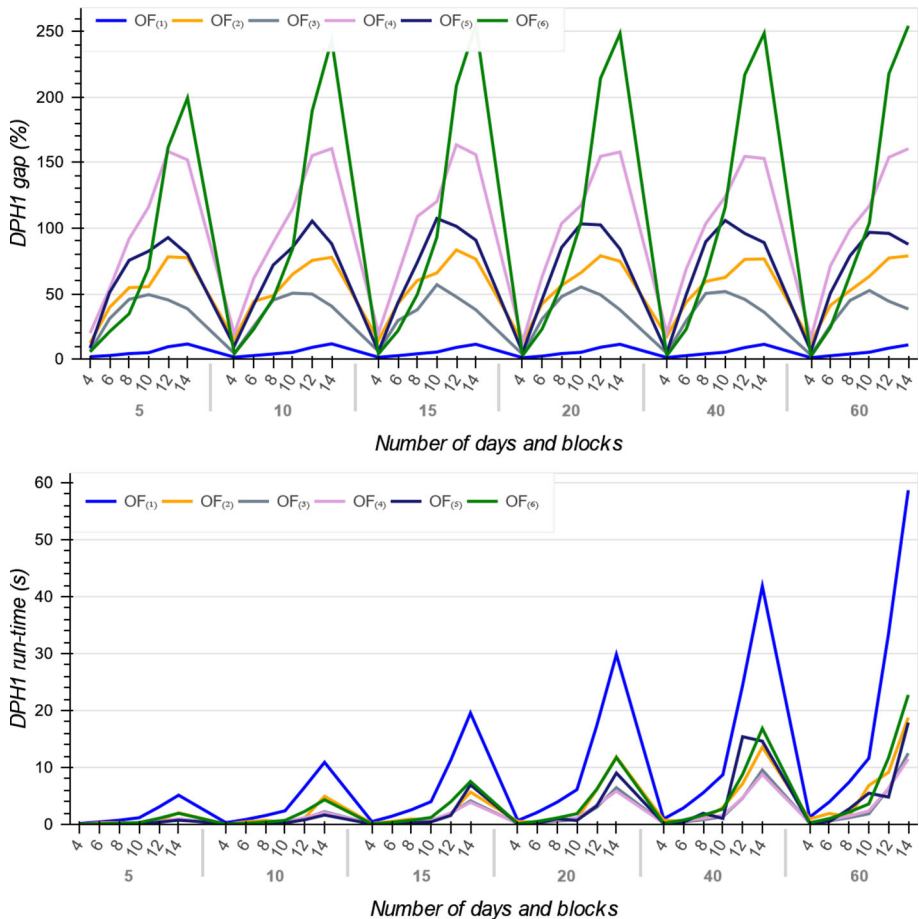 OF(1) OF(2) OF(3) OF(4) OF(5) OF(6)
250
200
150
100
50
0
DPH1 gap (%)
4 6 8 10 12 14 4 6 8 10 12 14 4 6 8 10 12 14 4 6 8 10 12 14 4 6 8 10 12 14 4 6 8 10 12 14
5 10 15 20 40 60
Number of days and blocks
OF(1) OF(2) OF(3) OF(4) OF(5) OF(6)
60
50
40
30
20
10
0
DPH1 run-time (s)
4 6 8 10 12 14 4 6 8 10 12 14 4 6 8 10 12 14 4 6 8 10 12 14 4 6 8 10 12 14 4 6 8 10 12 14
5 10 15 20 40 60
Number of days and blocks